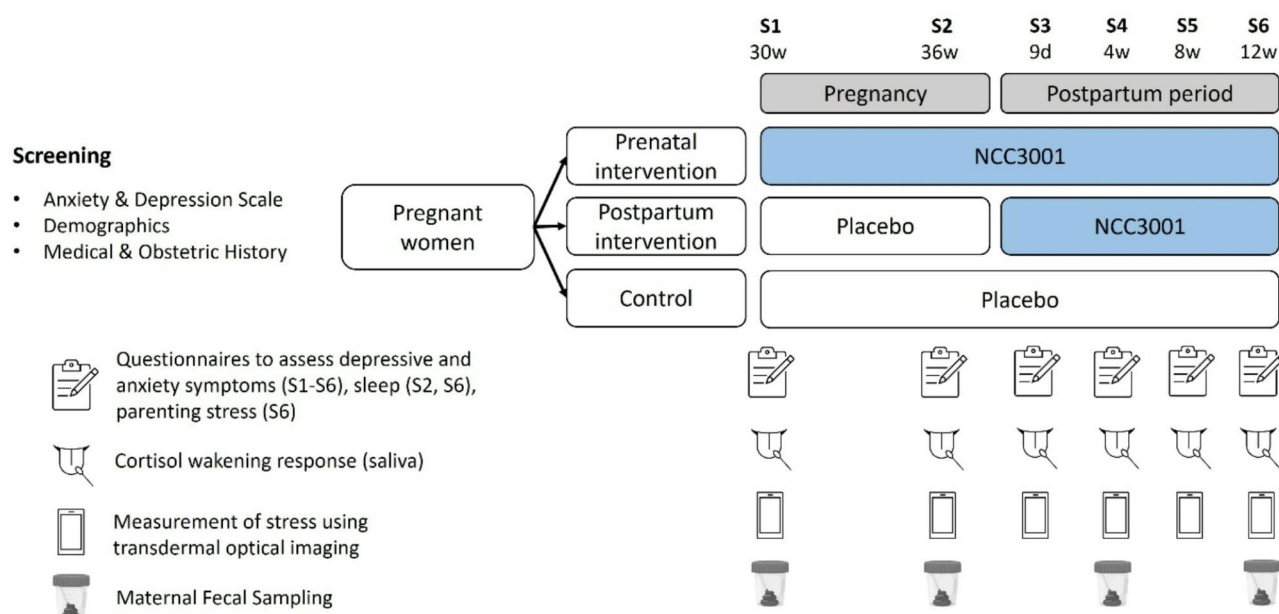 S1 S2 S3 S4 S5 S6
30w 36w 9d 4w 8w 12w
Pregnancy Postpartum period
Screening
• Anxiety & Depression Scale
• Demographics
• Medical & Obstetric History
Pregnant
women
Prenatal
intervention
NCC3001
Postpartum
intervention
Placebo NCC3001
Control
Placebo
Questionnaires to assess depressive and
anxiety symptoms (S1-S6), sleep (S2, S6),
parenting stress (S6)
Cortisol wakening response (saliva)
Measurement of stress using
transdermal optical imaging
Maternal Fecal Sampling